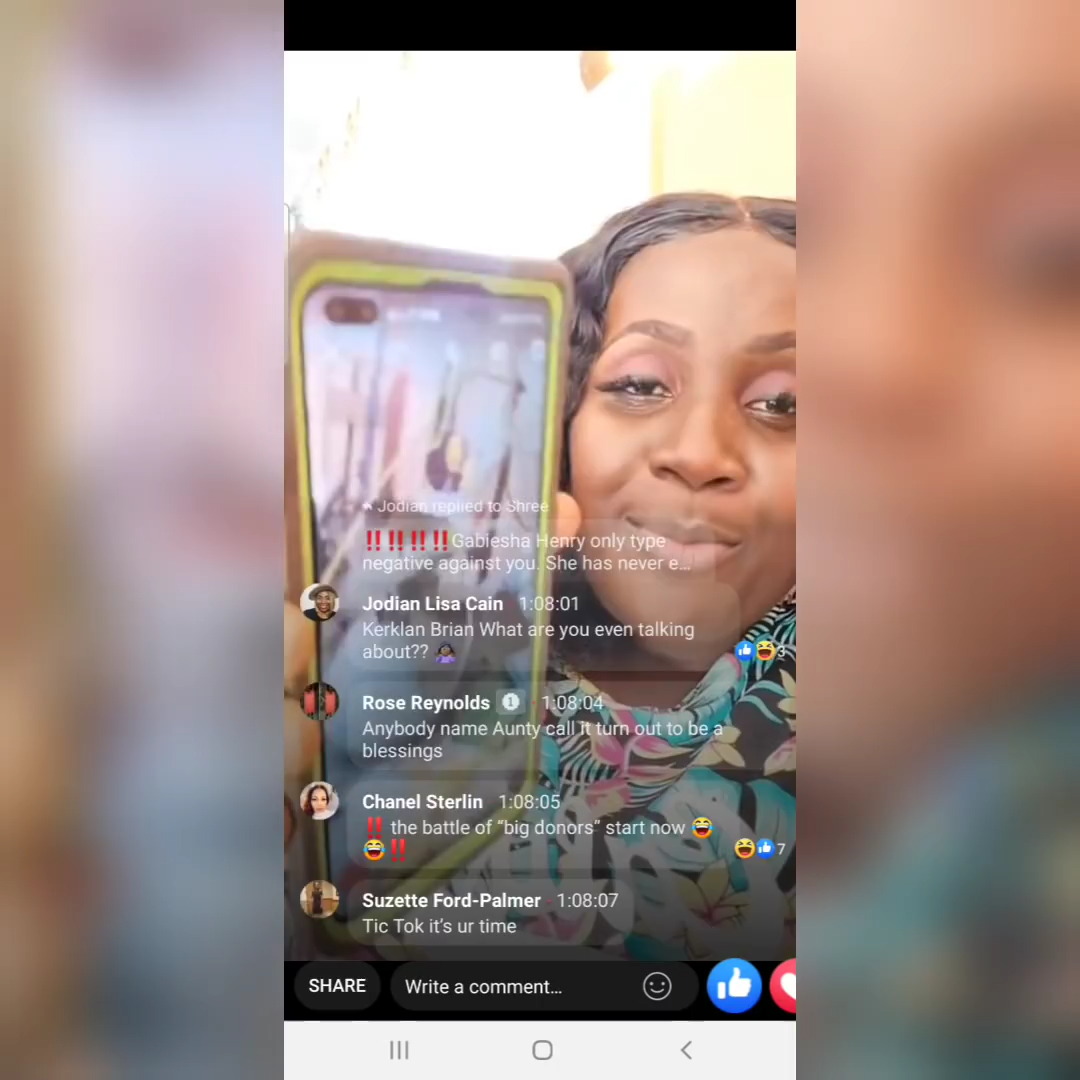 Jodian replied to Shree
‼️‼️‼️‼️Gabiesha Henry only type
negative against you. She has never e...
Jodian Lisa Cain 1:08:01
Kerklan Brian What are you even talking
about?? 🤷🏿‍♀️
3
Rose Reynolds 1 · 1:08:04
Anybody name Aunty call it turn out to be a
blessings
Chanel Sterlin 1:08:05
‼️ the battle of “big donors” start now 😂
😂‼️
7
Suzette Ford-Palmer · 1:08:07
Tic Tok it’s ur time
SHARE Write a comment...